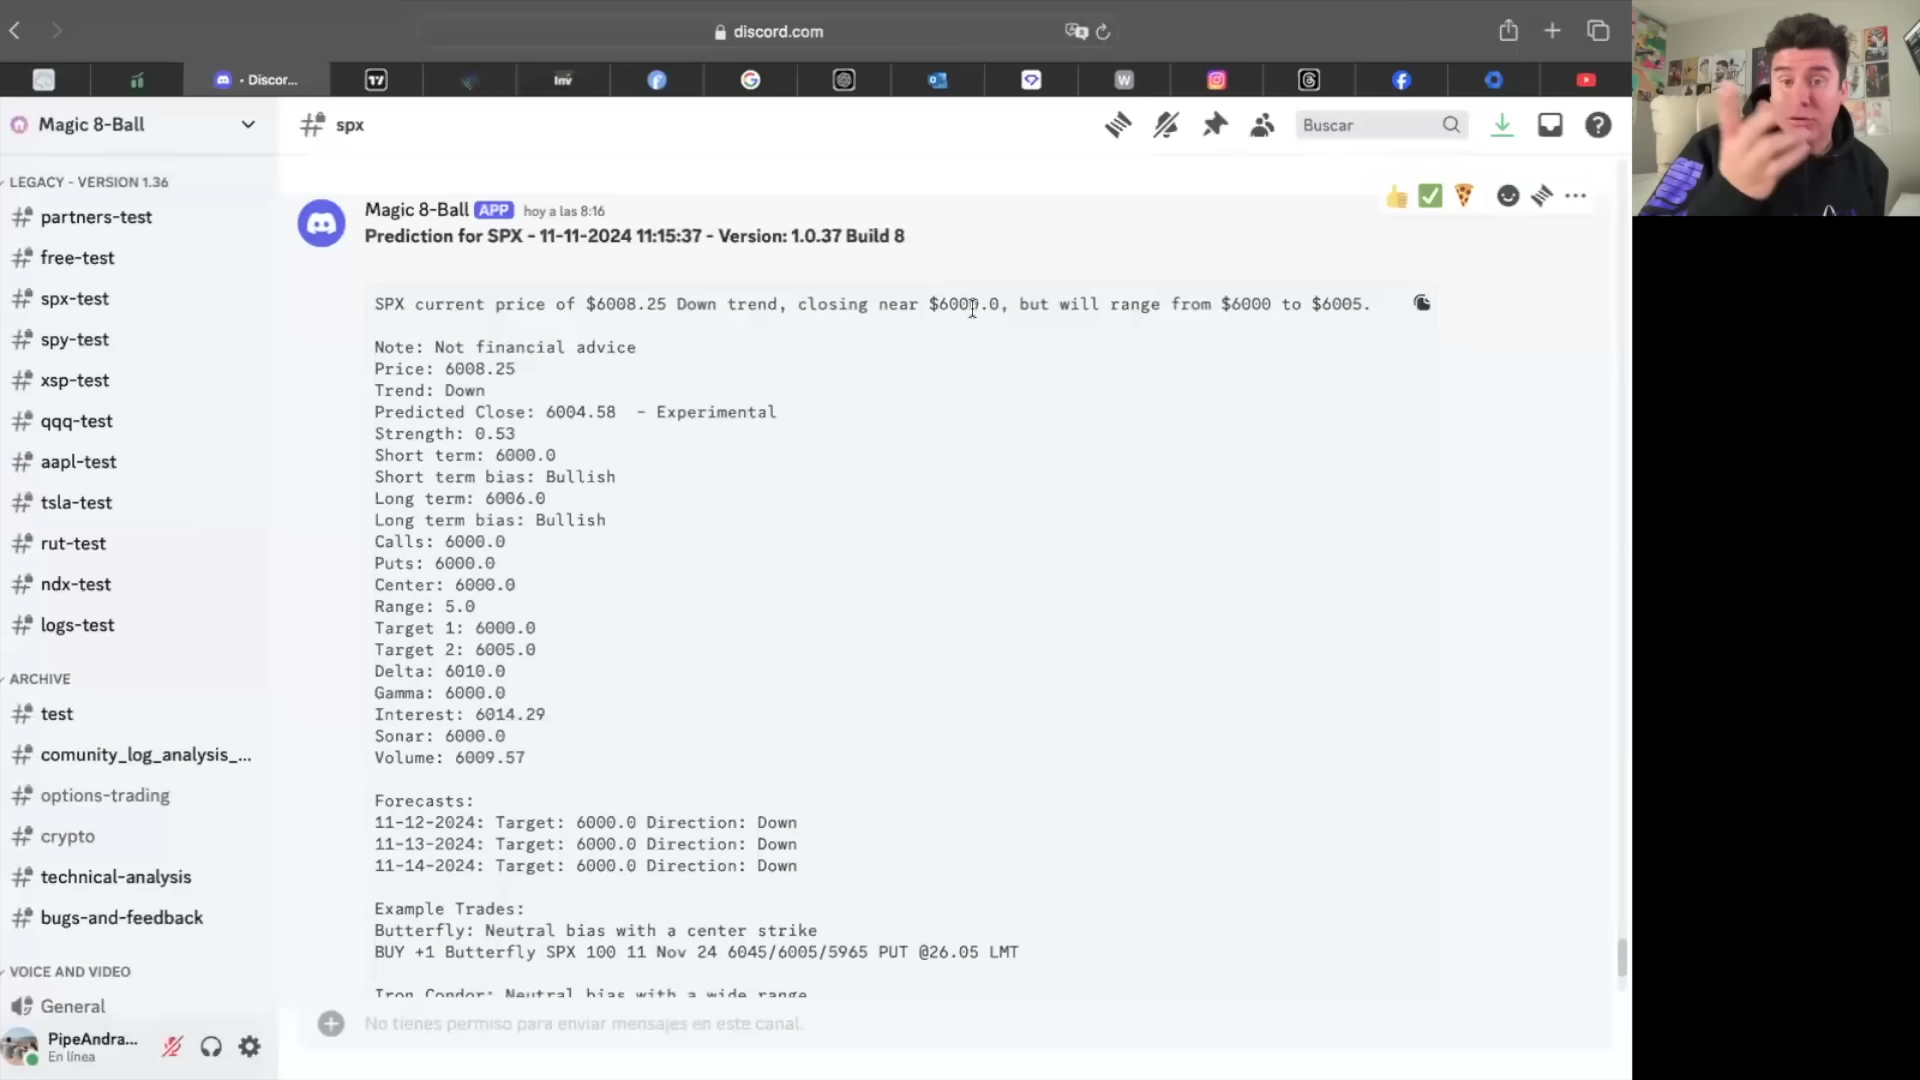 discord.com
Discor...
Inv
W
Magic 8-Ball
spx
Buscar
LEGACY - VERSION 1.36
partners-test
free-test
spx-test
spy-test
xsp-test
qqq-test
aapl-test
tsla-test
rut-test
ndx-test
logs-test
ARCHIVE
test
comunity_log_analysis_...
options-trading
crypto
technical-analysis
bugs-and-feedback
VOICE AND VIDEO
General
PipeAndra...
En línea
Magic 8-Ball APP hoy a las 8:16
Prediction for SPX - 11-11-2024 11:15:37 - Version: 1.0.37 Build 8
SPX current price of $6008.25 Down trend, closing near $6000.0, but will range from $6000 to $6005.
Note: Not financial advice
Price: 6008.25
Trend: Down
Predicted Close: 6004.58 - Experimental
Strength: 0.53
Short term: 6000.0
Short term bias: Bullish
Long term: 6006.0
Long term bias: Bullish
Calls: 6000.0
Puts: 6000.0
Center: 6000.0
Range: 5.0
Target 1: 6000.0
Target 2: 6005.0
Delta: 6010.0
Gamma: 6000.0
Interest: 6014.29
Sonar: 6000.0
Volume: 6009.57
Forecasts:
11-12-2024: Target: 6000.0 Direction: Down
11-13-2024: Target: 6000.0 Direction: Down
11-14-2024: Target: 6000.0 Direction: Down
Example Trades:
Butterfly: Neutral bias with a center strike
BUY +1 Butterfly SPX 100 11 Nov 24 6045/6005/5965 PUT @26.05 LMT
Iron Condor: Neutral bias with a wide range
No tienes permiso para enviar mensajes en este canal.